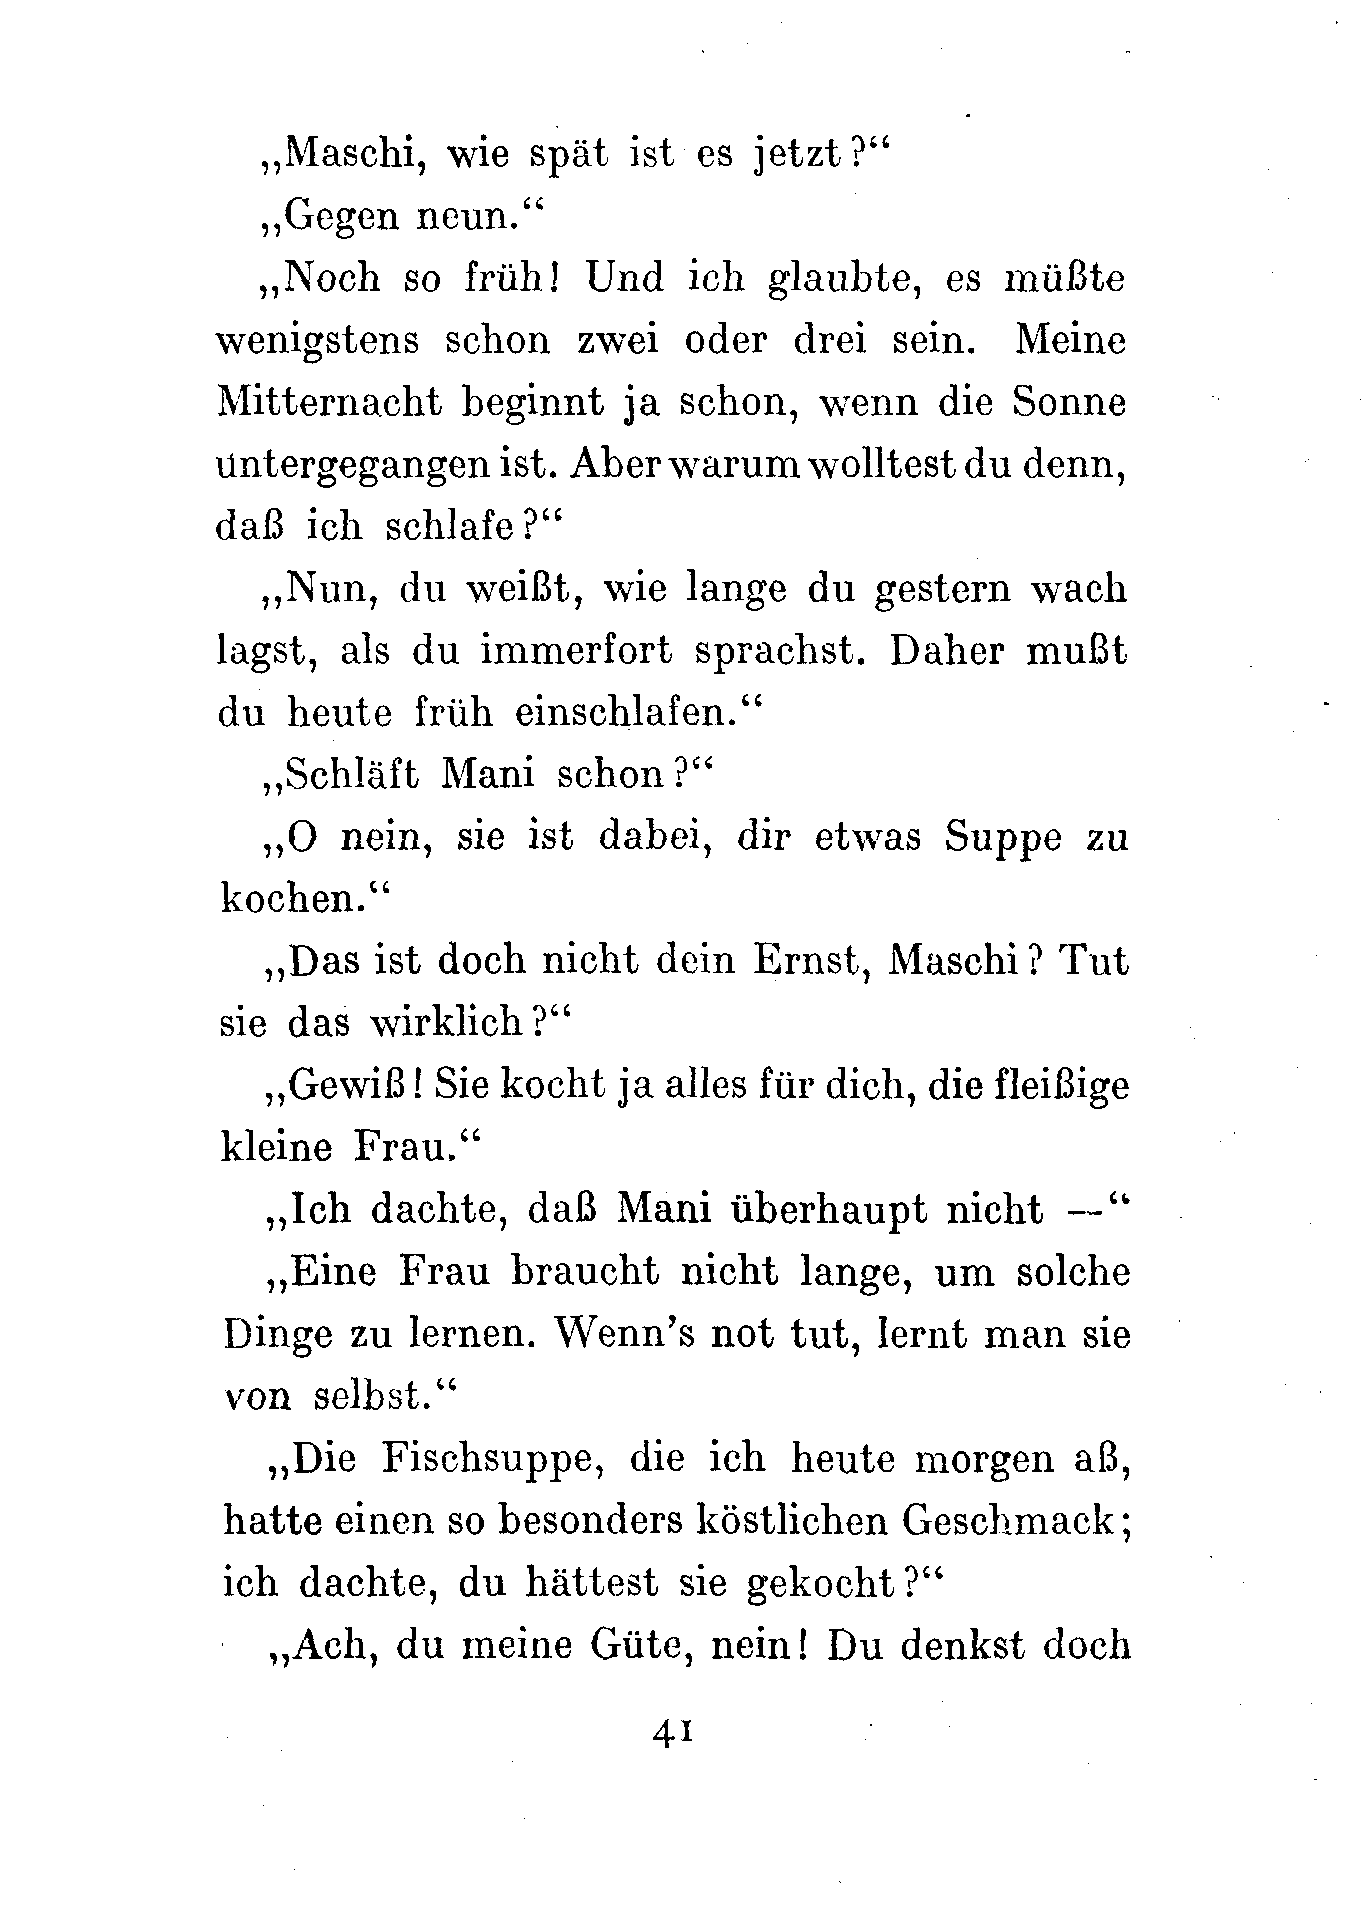 „Maschi, wie spät ist es jetzt?“
„Gegen neun.“
„Noch so früh! Und ich glaubte, es müßte
wenigstens schon zwei oder drei sein. Meine
Mitternacht beginnt ja schon, wenn die Sonne
untergegangen ist. Aber warum wolltest du denn,
daß ich schlafe?“
„Nun, du weißt, wie lange du gestern wach
lagst, als du immerfort sprachst. Daher mußt
du heute früh einschlafen.“
„Schläft Mani schon?“
„O nein, sie ist dabei, dir etwas Suppe zu
kochen.“
„Das ist doch nicht dein Ernst, Maschi? Tut
sie das wirklich?“
„Gewiß! Sie kocht ja alles für dich, die fleißige
kleine Frau.“
„Ich dachte, daß Mani überhaupt nicht —“
„Eine Frau braucht nicht lange, um solche
Dinge zu lernen. Wenn’s not tut, lernt man sie
von selbst.“
„Die Fischsuppe, die ich heute morgen aß,
hatte einen so besonders köstlichen Geschmack;
ich dachte, du hättest sie gekocht?“
„Ach, du meine Güte, nein! Du denkst doch
41